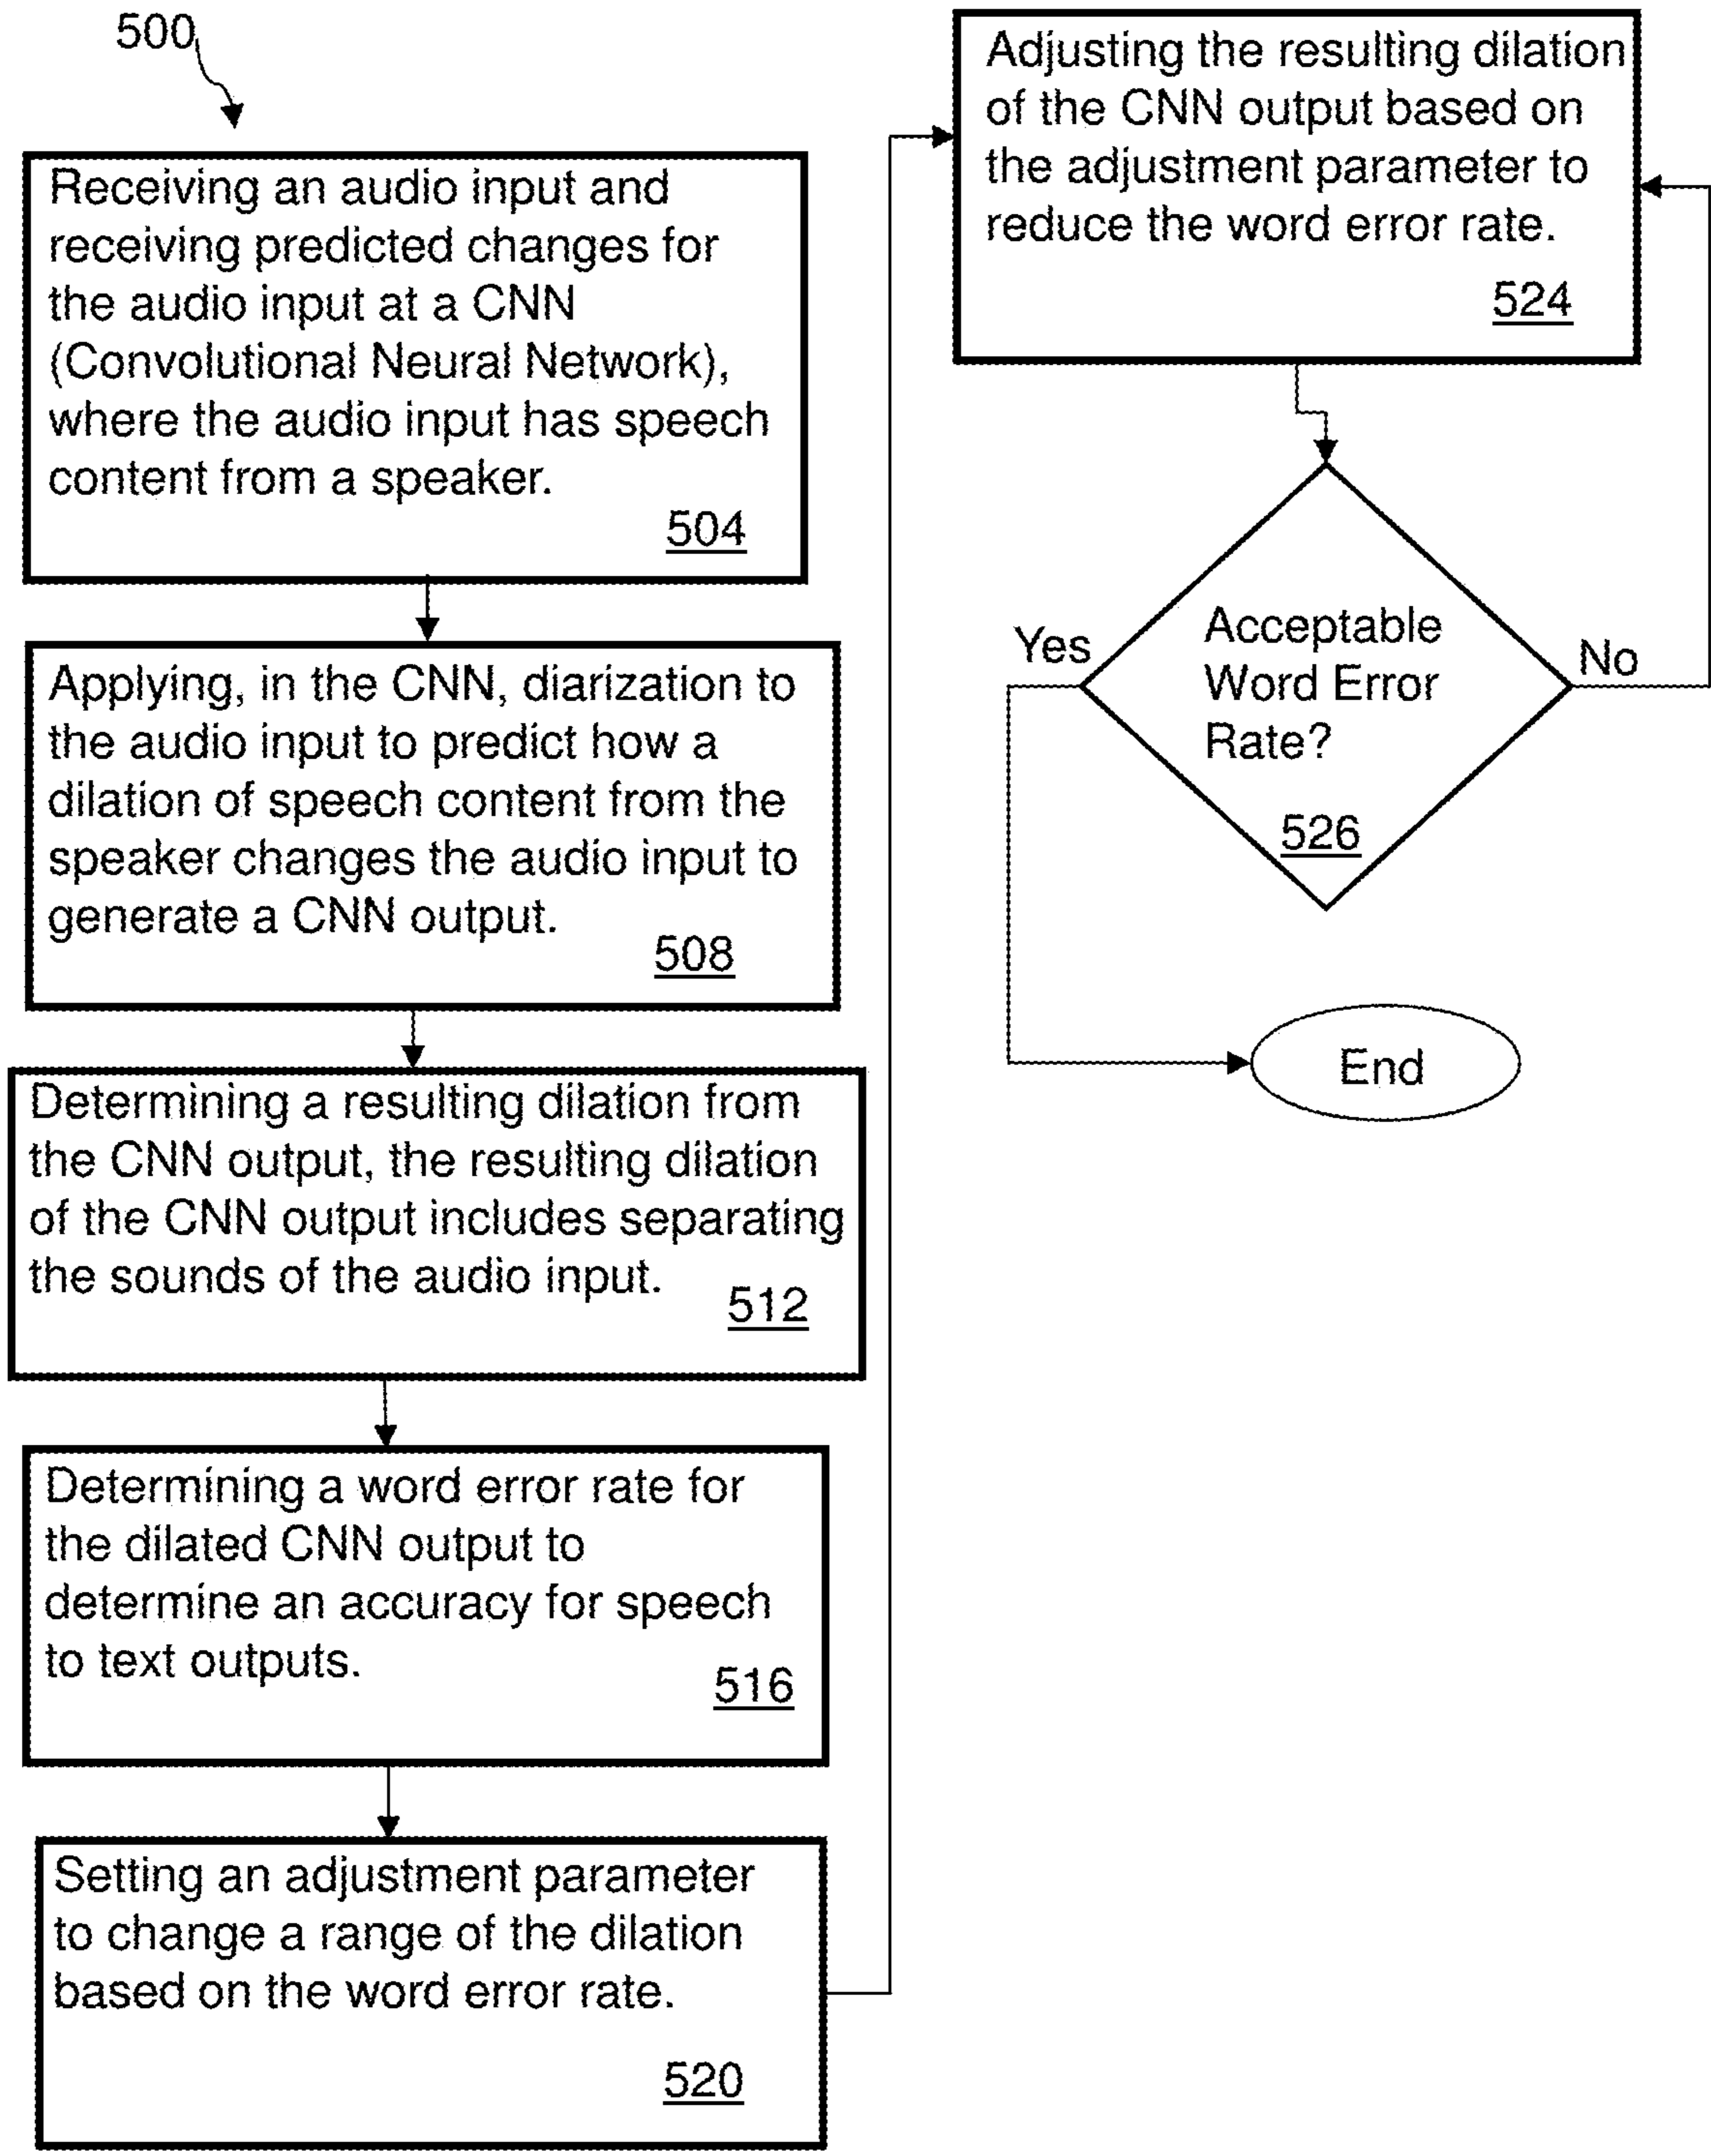 500
Receiving an audio input and
receiving predicted changes for
the audio input at a CNN
(Convolutional Neural Network),
where the audio input has speech
content from a speaker.
504
Applying, in the CNN, diarization to
the audio input to predict how a
dilation of speech content from the
speaker changes the audio input to
generate a CNN output.
508
Determining a resulting dilation from
the CNN output, the resulting dilation
of the CNN output includes separating
the sounds of the audio input.
512
Determining a word error rate for
the dilated CNN output to
determine an accuracy for speech
to text outputs.
516
Setting an adjustment parameter
to change a range of the dilation
based on the word error rate.
520
Adjusting the resulting dilation
of the CNN output based on
the adjustment parameter to
reduce the word error rate.
524
Acceptable
Word Error
Rate?
526
Yes
No
End